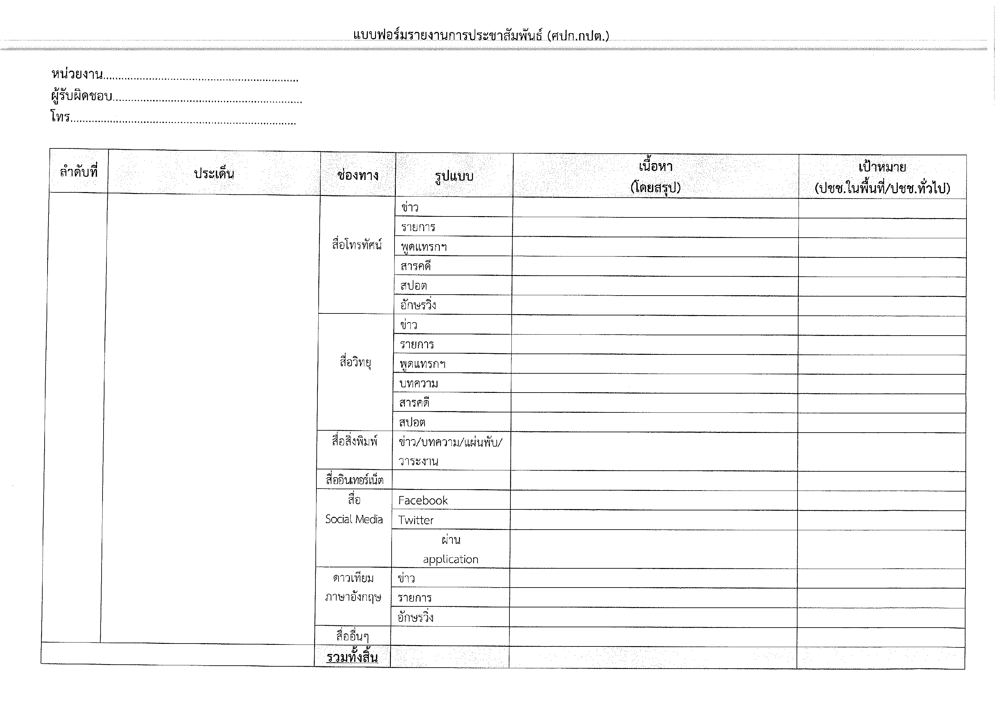 แบบฟอร์มรายงานการประชาสัมพันธ์ (ศปก.กปต.)
หน่วยงาน................................................................
ผู้รับผิดชอบ..............................................................
โทร..........................................................................
ลำดับที่ ประเด็น ช่องทาง รูปแบบ เนื้อหา (โดยสรุป) เป้าหมาย (ปชช.ในพื้นที่/ปชช.ทั่วไป)
สื่อโทรทัศน์
ข่าว
รายการ
พูดแทรกฯ
สารคดี
สปอต
อักษรวิ่ง
สื่อวิทยุ
ข่าว
รายการ
พูดแทรกฯ
บทความ
สารคดี
สปอต
สื่อสิ่งพิมพ์
ข่าว/บทความ/แผ่นพับ/
วาระงาน
สื่ออินทอร์เน็ต
สื่อ
Social Media
Facebook
Twitter
ผ่าน
application
ดาวเทียม
ภาษาอังกฤษ
ข่าว
รายการ
อักษรวิ่ง
สื่ออื่นๆ
รวมทั้งสิ้น